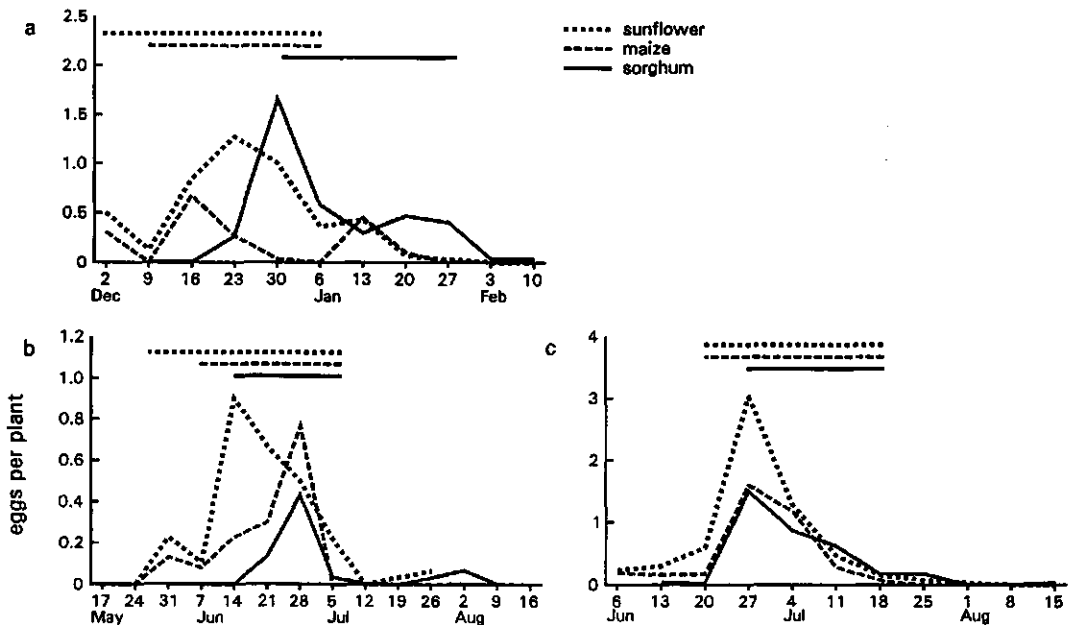 a
2.5
2.0
1.5
1.0
0.5
0
2 9 16 23 30 6 13 20 27 3 10
Dec Jan Feb
sunflower
maize
sorghum
b
eggs per plant
1.2
1.0
0.8
0.6
0.4
0.2
0
17 24 31 7 14 21 28 5 12 19 26 2 9 16
May Jun Jul Aug
c
4
3
2
1
0
6 13 20 27 4 11 18 25 1 8 15
Jun Jul Aug